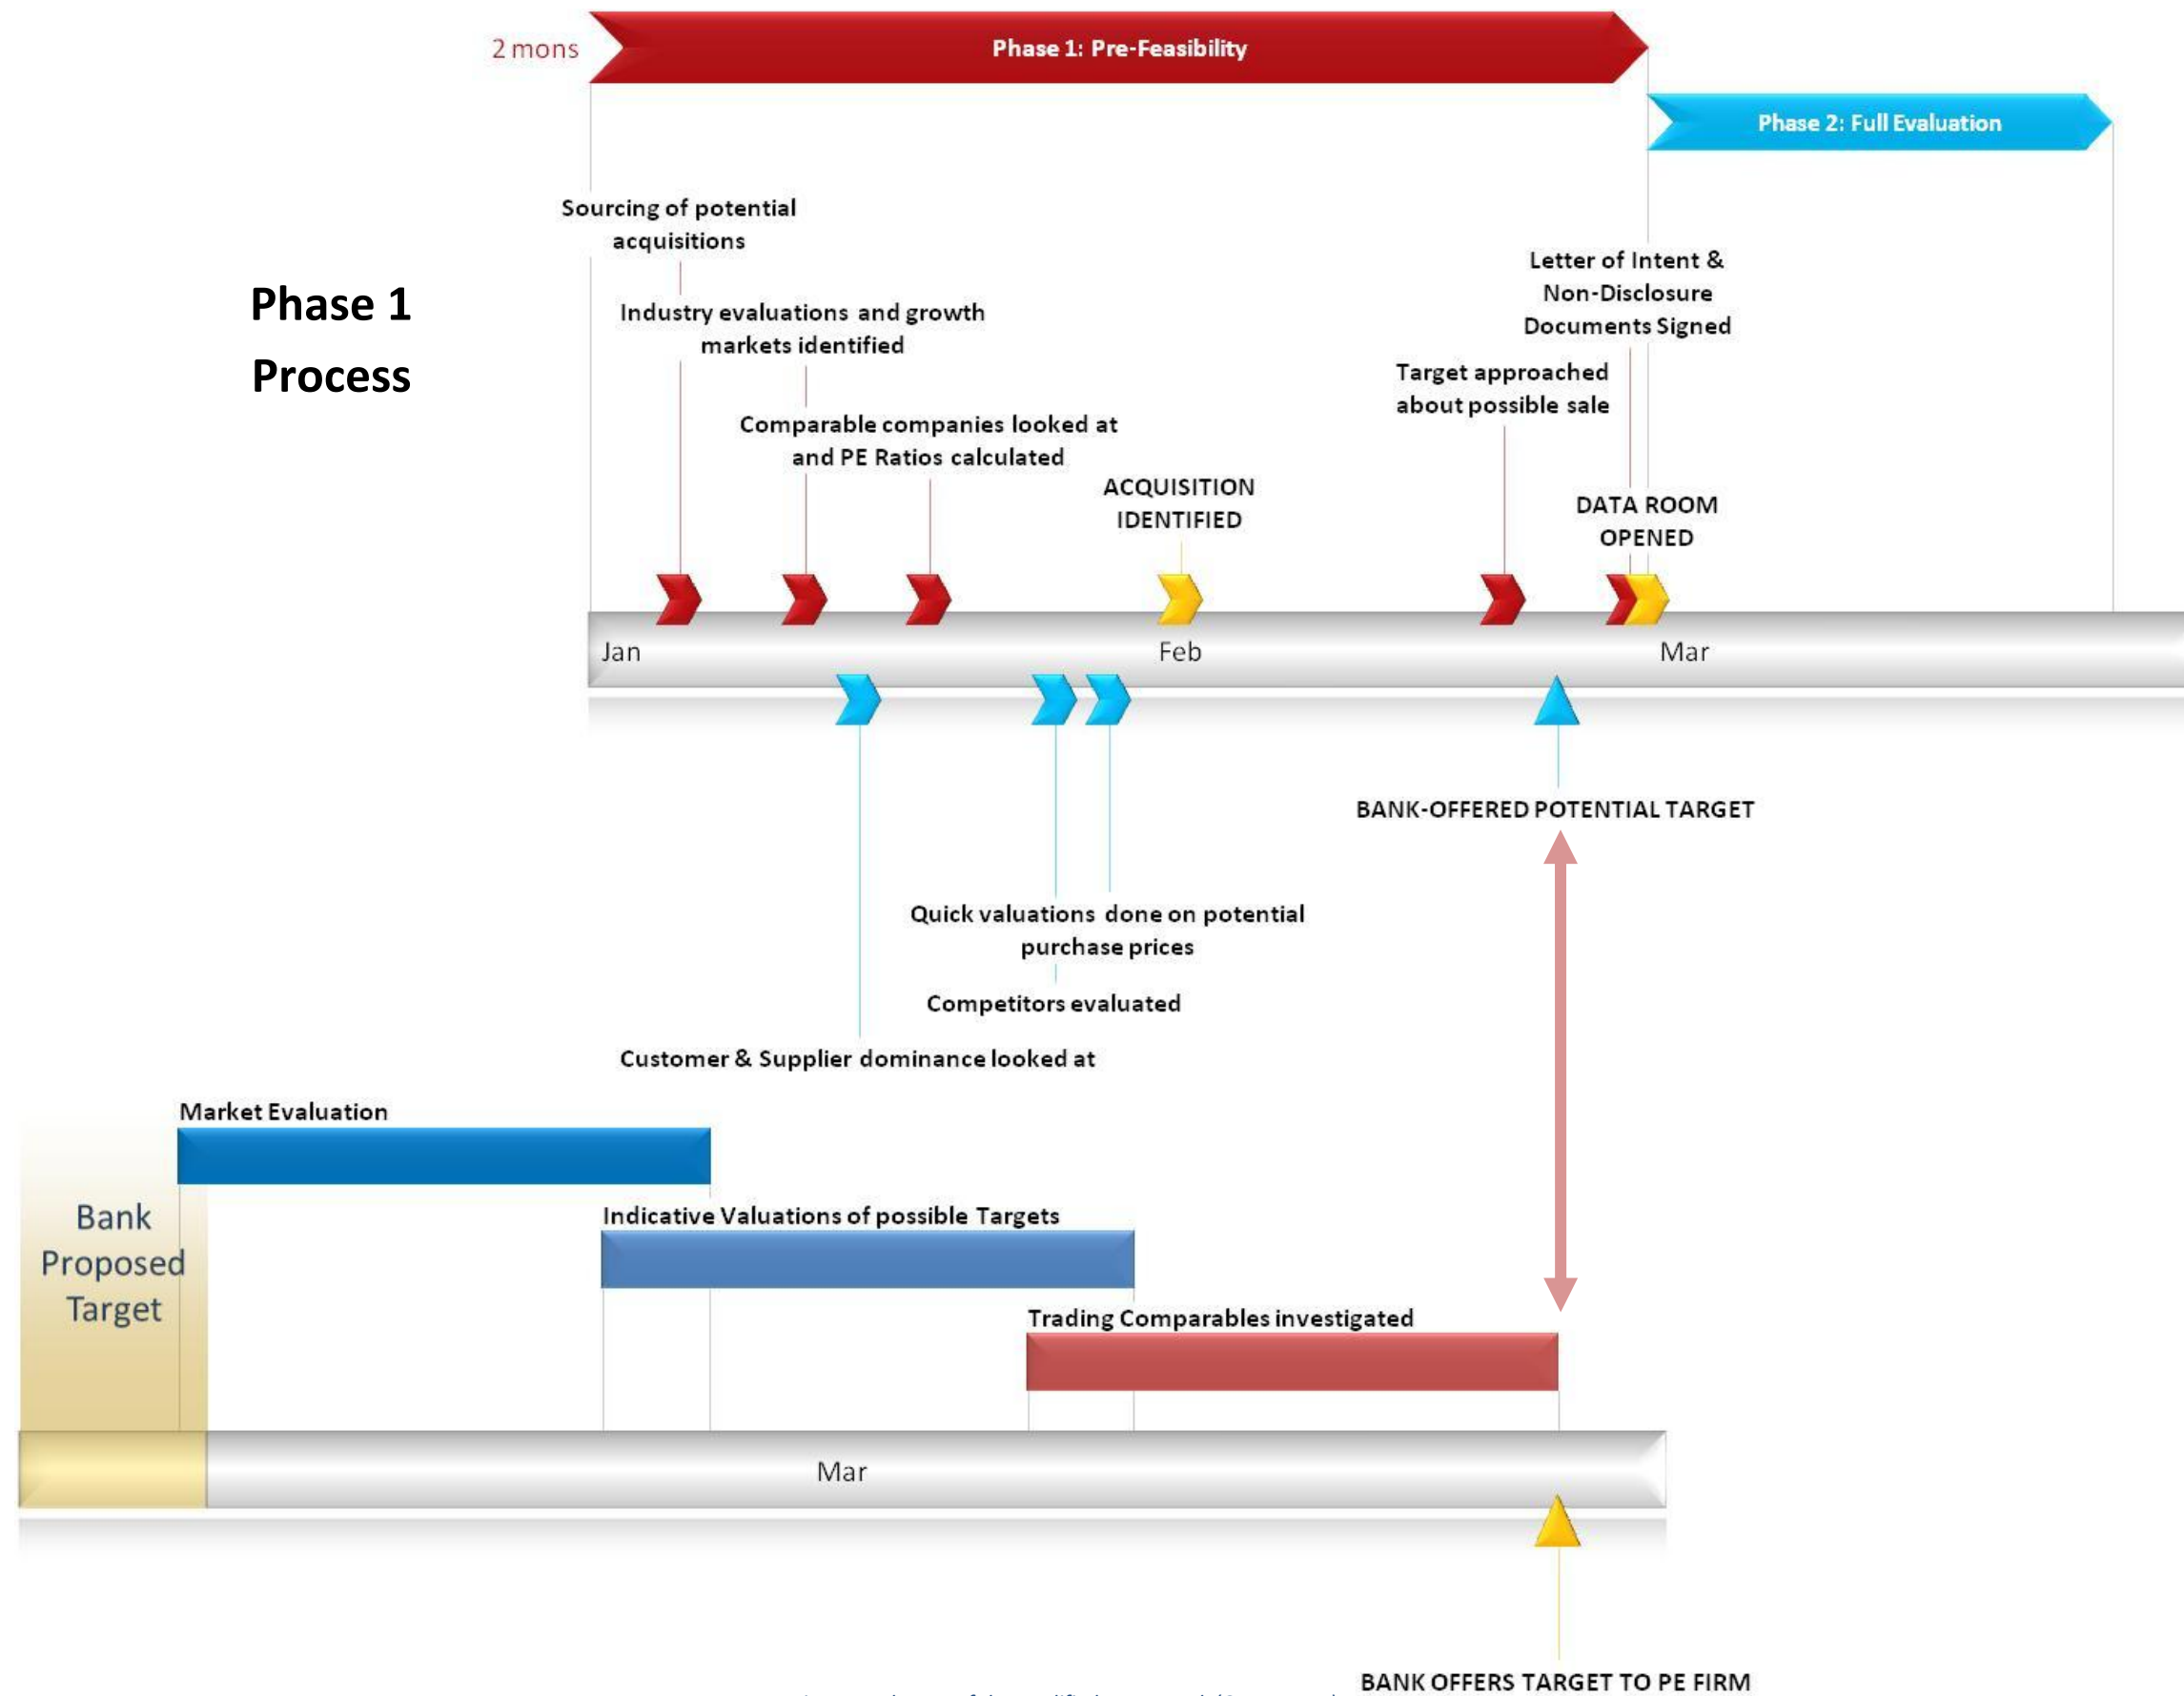 2 mons
Phase 1: Pre-Feasibility
Phase 2: Full Evaluation
Sourcing of potential
acquisitions
Phase 1
Process
Industry evaluations and growth
markets identified
Comparable companies looked at
and PE Ratios calculated
ACQUISITION
IDENTIFIED
Letter of Intent &
Non-Disclosure
Documents Signed
Target approached
about possible sale
DATA ROOM
OPENED
Jan
Feb
Mar
BANK-OFFERED POTENTIAL TARGET
Quick valuations done on potential
purchase prices
Competitors evaluated
Customer & Supplier dominance looked at
Market Evaluation
Bank
Proposed
Target
Indicative Valuations of possible Targets
Trading Comparables investigated
Mar
BANK OFFERS TARGET TO PE FIRM